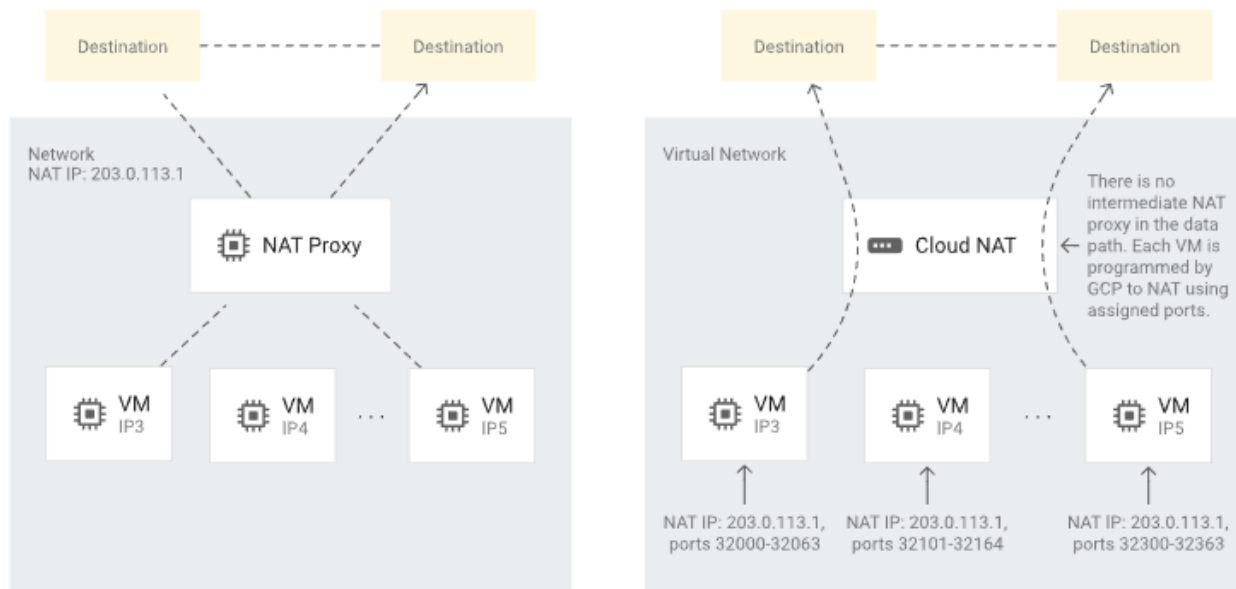 Destination
Destination
Network
NAT IP: 203.0.113.1
NAT Proxy
VM
IP3
VM
IP4
...
VM
IP5
Destination
Destination
Virtual Network
There is no
intermediate NAT
proxy in the data
path. Each VM is
programmed by
GCP to NAT using
assigned ports.
Cloud NAT
VM
IP3
VM
IP4
...
VM
IP5
NAT IP: 203.0.113.1,
ports 32000-32063
NAT IP: 203.0.113.1,
ports 32101-32164
NAT IP: 203.0.113.1,
ports 32300-32363